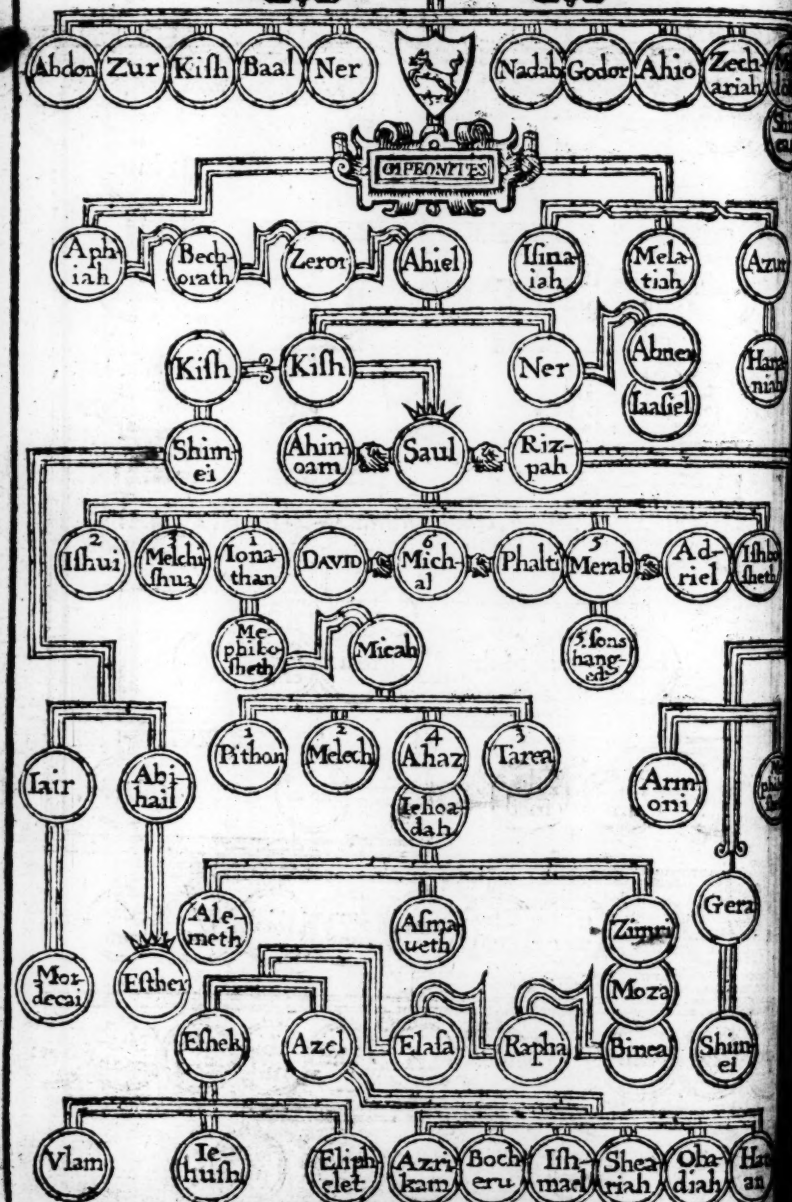 Abdon Zur Kiſh Baal Ner Nadab Godor Ahio Zech-
ariah
GIBEONITES
Aph-
iah
Bech-
orath
Zeror
Abiel
Iſina-
iah
Mela-
tiah
Azur
Kiſh
Kiſh
Ner
Abner
Iaaſiel
Hana-
niah
Shim-
ei
Ahin-
oam
Saul
Riz-
pah
2
Iſhui
3
Melchi-
ſhua
1
Iona-
than
DAVID
6
Mich-
al
Phalti
5
Merab
Ad-
riel
Iſhbo
ſheth
Me-
phibo-
ſheth
Micah
5. ſons
hang-
ed
1
Pithon
2
Melech
4
Ahaz
3
Tarea
Iair
Abi-
hail
Iehoa-
dah
Arm-
oni
Ale-
meth
Aſma-
ueth
Zimri
Gera
Mor-
decai
Eſther
Moza
Eſhek
Azel
Elaſa
Rapha
Binea
Shim-
ei
Vlam
Ie-
huſh
Eliph-
elet
Azri-
kam
Boch-
eru
Iſh-
mael
Shea-
riah
Oba-
diah
Han
an